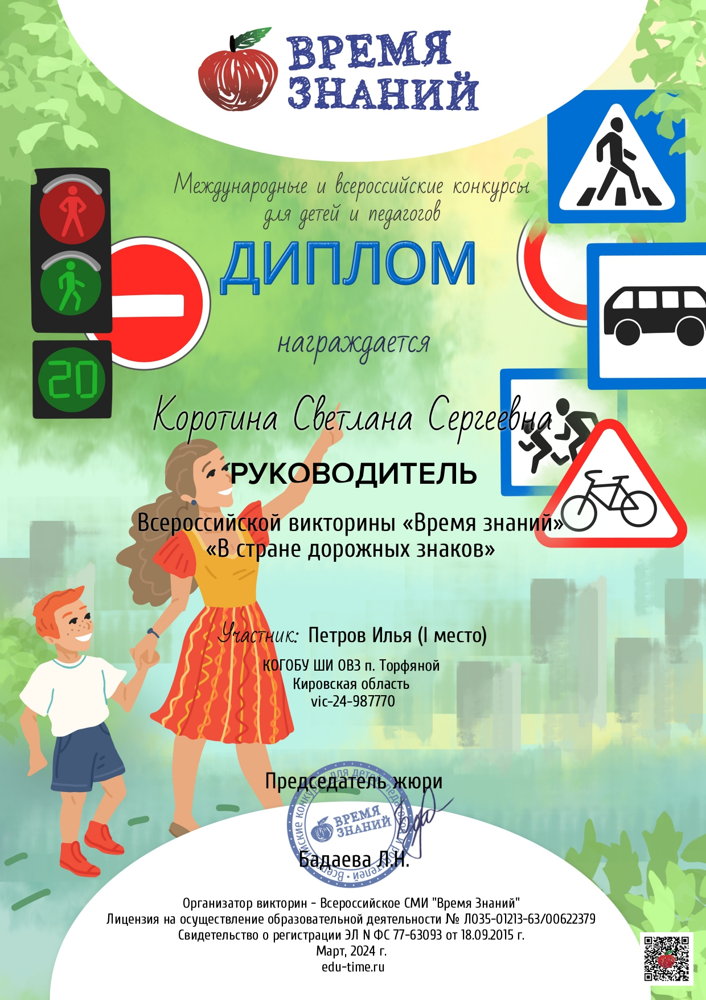 ВРЕМЯ
ЗНАНИЙ
Международные и всероссийские конкурсы
для детей и педагогов
ДИПЛОМ
20
награждается
Коротина Светлана Сергеевна
РУКОВОДИТЕЛЬ
Всероссийской викторины «Время знаний»
«В стране дорожных знаков»
Участник: Петров Илья (I место)
КОГОБУ ШИ ОВЗ п. Торфяной
Кировская область
vic-24-987770
Председатель жюри
Всероссийские конкурсы для детей, педагогов и родителей •
ВРЕМЯ
ЗНАНИЙ
Бадаева Л.Н.
Организатор викторин - Всероссийское СМИ "Время Знаний"
Лицензия на осуществление образовательной деятельности № Л035-01213-63/00622379
Свидетельство о регистрации ЭЛ N ФС 77-63093 от 18.09.2015 г.
Март, 2024 г.
edu-time.ru